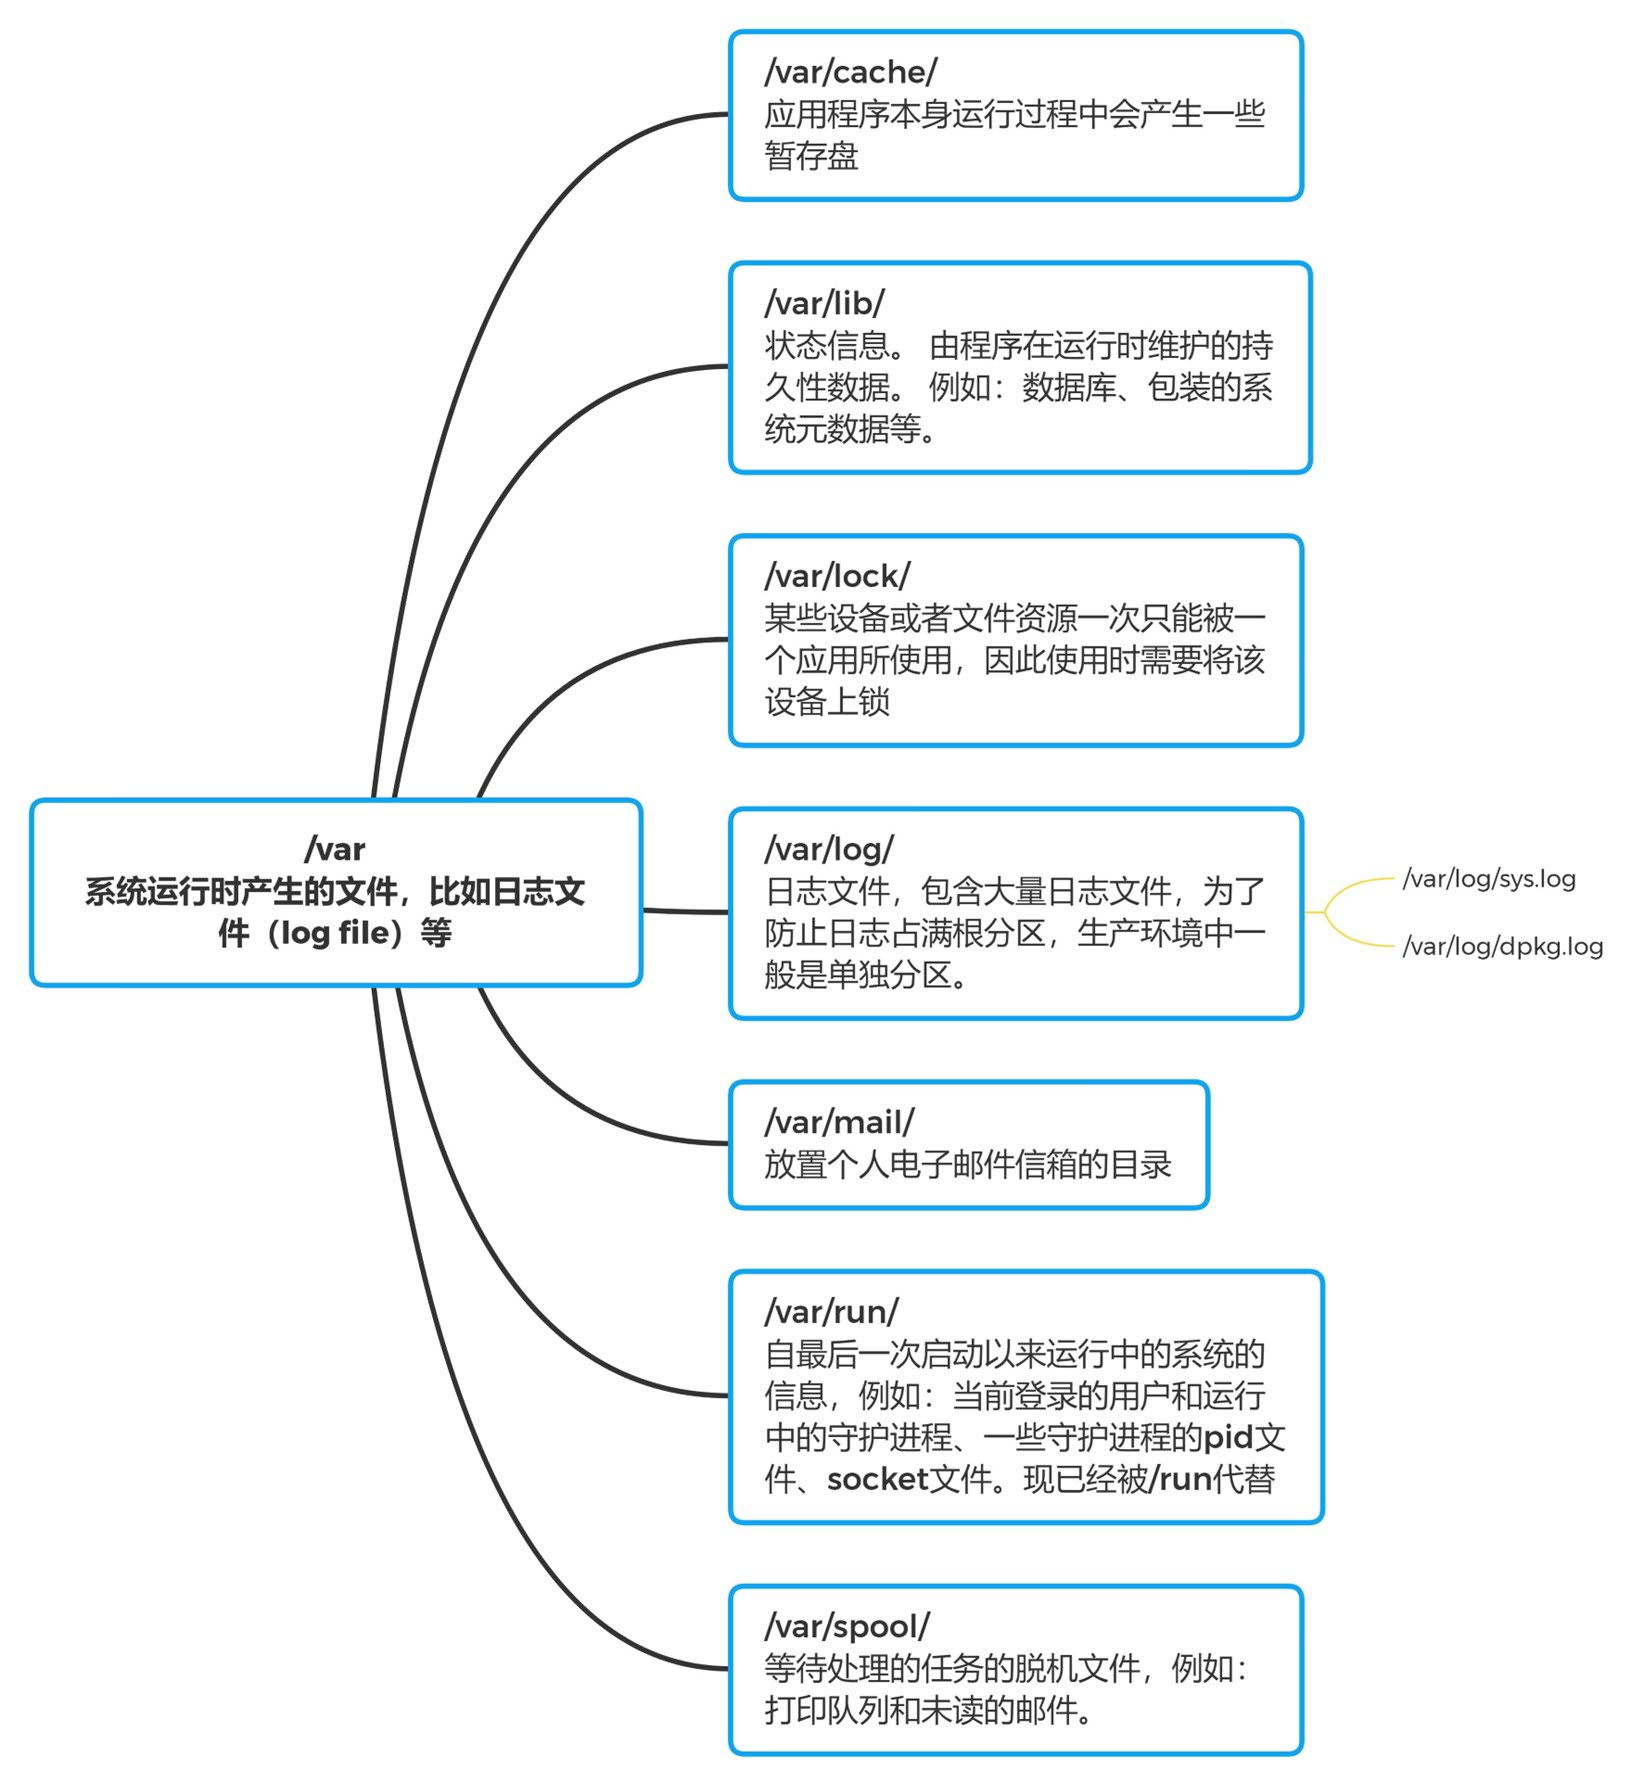 /var/cache/
应用程序本身运行过程中会产生一些
暂存盘
/var/lib/
状态信息。 由程序在运行时维护的持
久性数据。 例如：数据库、包装的系
统元数据等。
/var/lock/
某些设备或者文件资源一次只能被一
个应用所使用，因此使用时需要将该
设备上锁
/var
系统运行时产生的文件，比如日志文
件（log file）等
/var/log/
日志文件，包含大量日志文件，为了
防止日志占满根分区，生产环境中一
般是单独分区。
/var/log/sys.log
/var/log/dpkg.log
/var/mail/
放置个人电子邮件信箱的目录
/var/run/
自最后一次启动以来运行中的系统的
信息，例如：当前登录的用户和运行
中的守护进程、一些守护进程的pid文
件、socket文件。现已经被/run代替
/var/spool/
等待处理的任务的脱机文件，例如：
打印队列和未读的邮件。